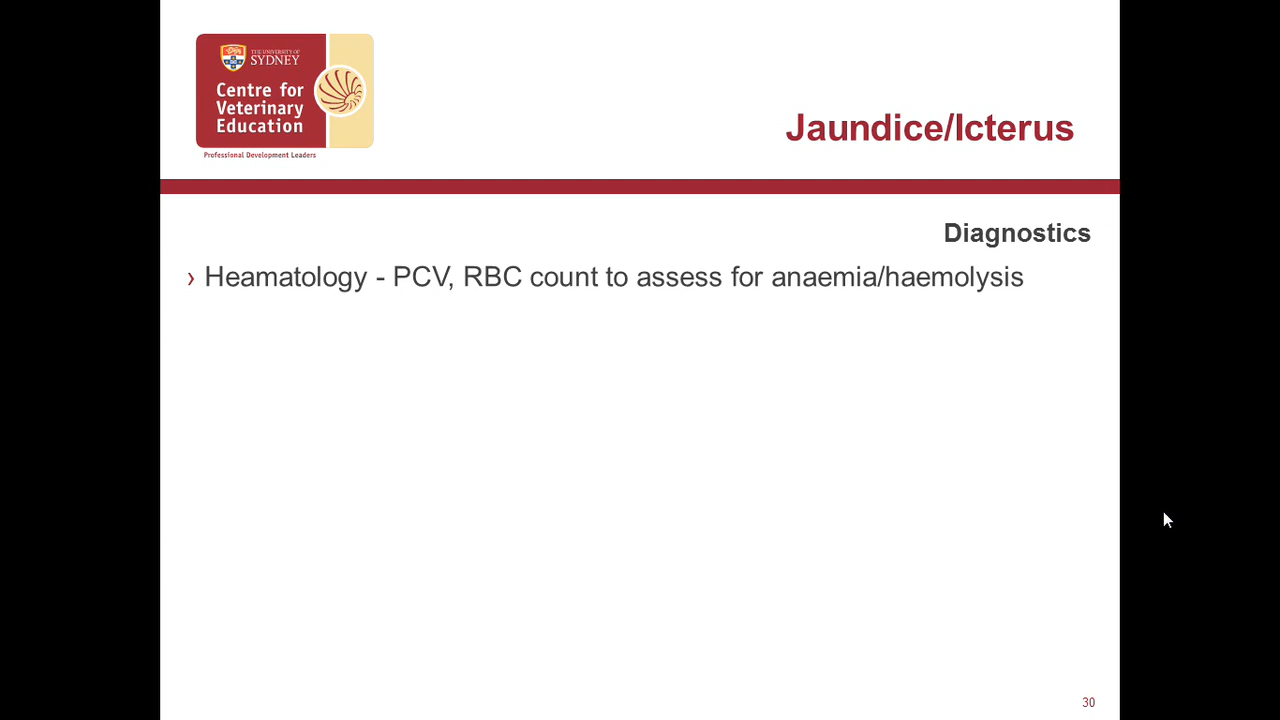 THE UNIVERSITY OF
SYDNEY
Centre for
Veterinary
Education
Professional Development Leaders
Jaundice/Icterus
Diagnostics
› Heamatology - PCV, RBC count to assess for anaemia/haemolysis
30